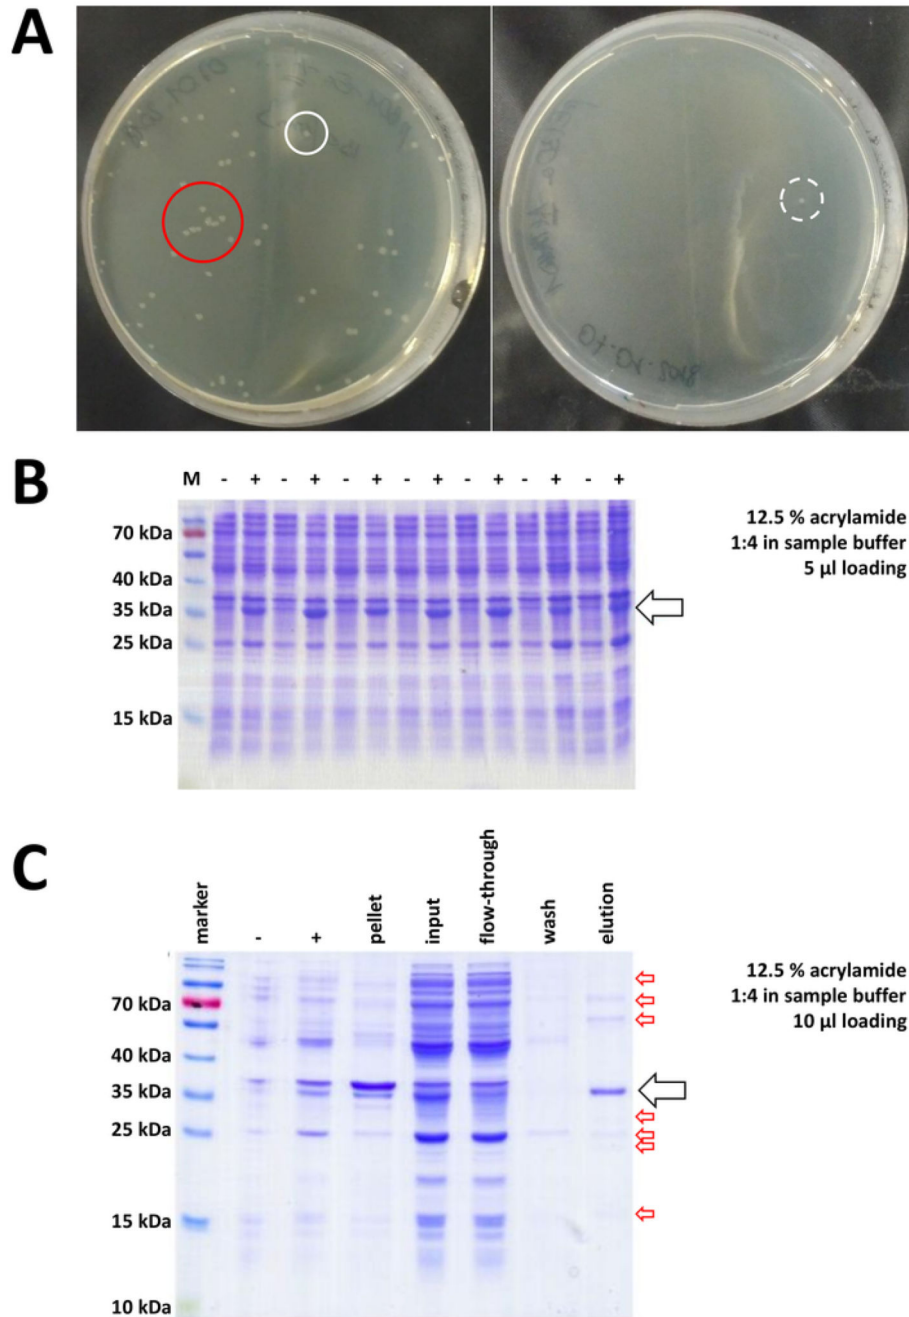 A
B
M - + - + - + - + - + - + - +
70 kDa
40 kDa
35 kDa
25 kDa
15 kDa
12.5 % acrylamide
1:4 in sample buffer
5 µl loading
C
marker - + pellet input flow-through wash elution
70 kDa
40 kDa
35 kDa
25 kDa
15 kDa
10 kDa
12.5 % acrylamide
1:4 in sample buffer
10 µl loading